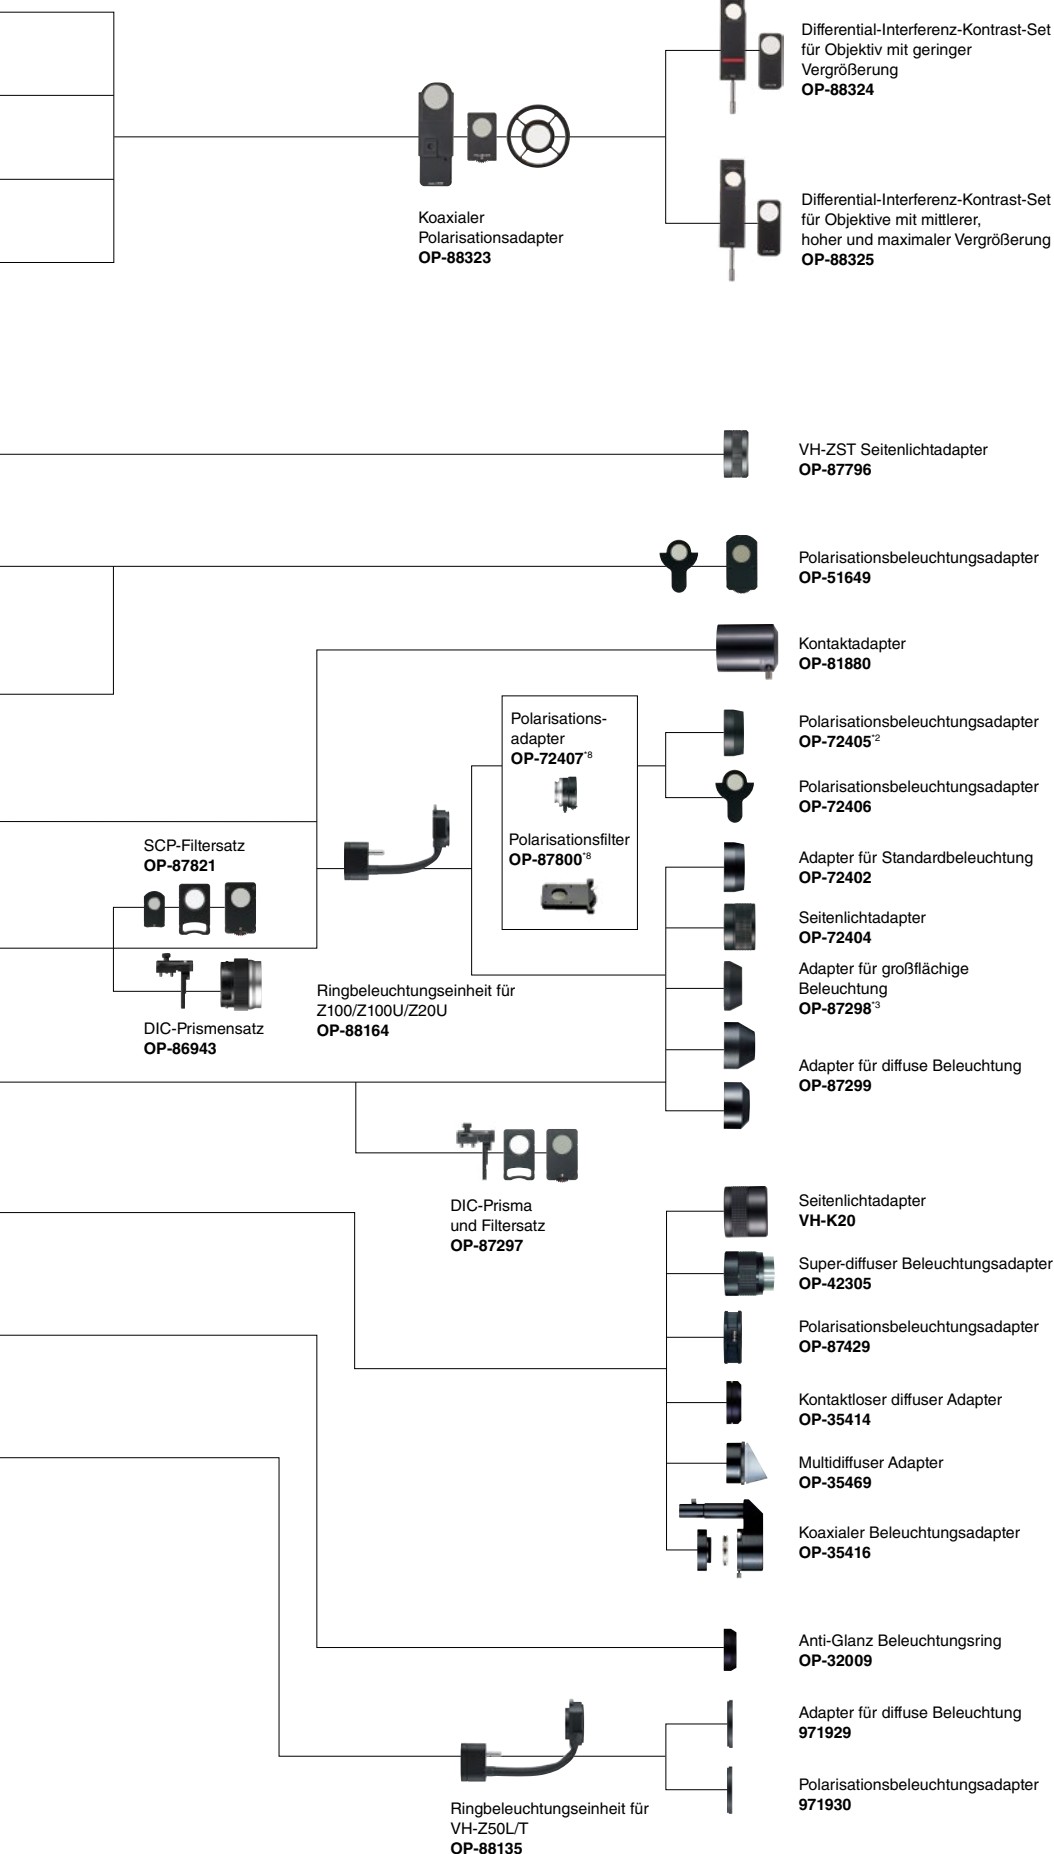 Differential-Interferenz-Kontrast-Set
für Objektiv mit geringer
Vergrößerung
OP-88324
Differential-Interferenz-Kontrast-Set
für Objektive mit mittlerer,
hoher und maximaler Vergrößerung
OP-88325
Koaxialer
Polarisationsadapter
OP-88323
VH-ZST Seitenlichtadapter
OP-87796
Polarisationsbeleuchtungsadapter
OP-51649
Kontaktadapter
OP-81880
Polarisations-
adapter
OP-72407*8
Polarisationsfilter
OP-87800*8
Polarisationsbeleuchtungsadapter
OP-72405*2
Polarisationsbeleuchtungsadapter
OP-72406
SCP-Filtersatz
OP-87821
Adapter für Standardbeleuchtung
OP-72402
Seitenlichtadapter
OP-72404
Adapter für großflächige
Beleuchtung
OP-87298*3
Ringbeleuchtungseinheit für
Z100/Z100U/Z20U
OP-88164
DIC-Prismensatz
OP-86943
Adapter für diffuse Beleuchtung
OP-87299
DIC-Prisma
und Filtersatz
OP-87297
Seitenlichtadapter
VH-K20
Super-diffuser Beleuchtungsadapter
OP-42305
Polarisationsbeleuchtungsadapter
OP-87429
Kontaktloser diffuser Adapter
OP-35414
Multidiffuser Adapter
OP-35469
Koaxialer Beleuchtungsadapter
OP-35416
Anti-Glanz Beleuchtungsring
OP-32009
Adapter für diffuse Beleuchtung
971929
Polarisationsbeleuchtungsadapter
971930
Ringbeleuchtungseinheit für
VH-Z50L/T
OP-88135